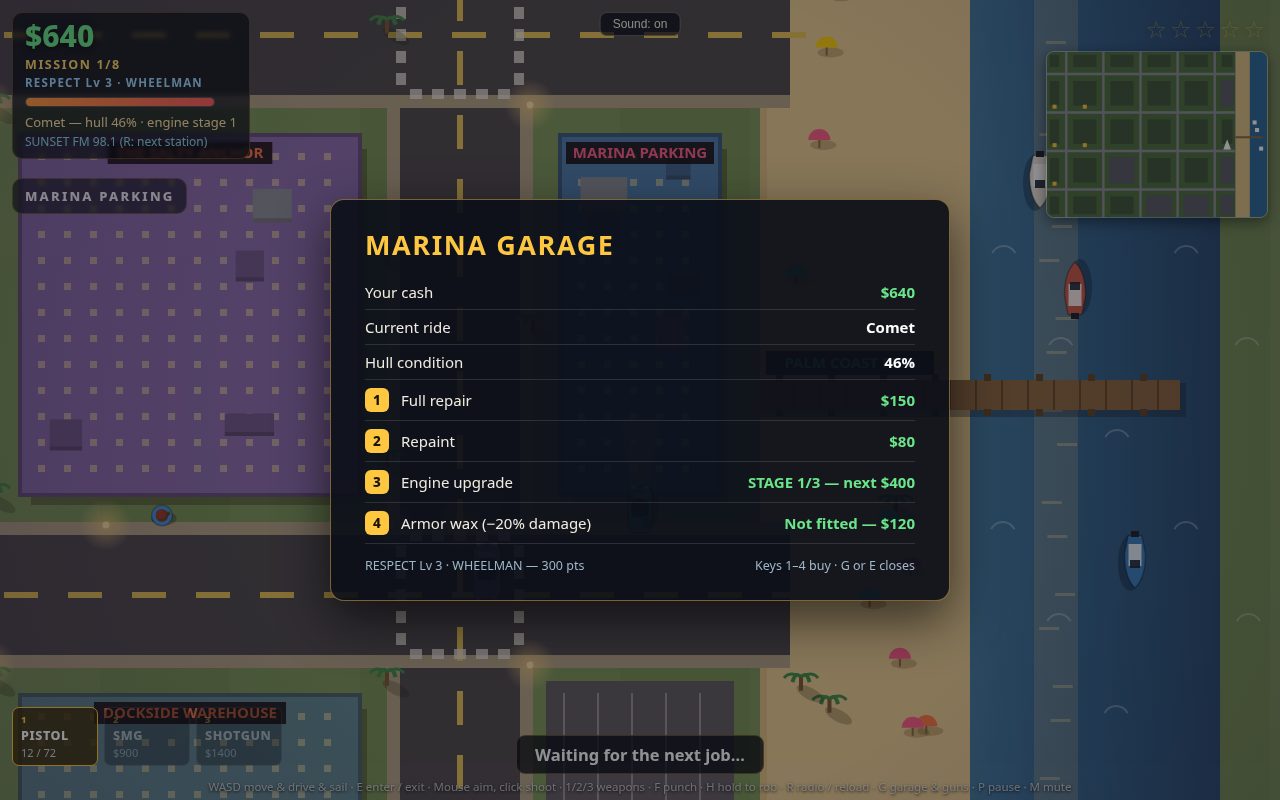 $640
MISSION 1/8
RESPECT Lv 3 · WHEELMAN
Comet — hull 46% · engine stage 1
SUNSET FM 98.1 (R: next station)
Sound: on
☆☆☆☆☆
MARINA PARKING
MARINA PARKING
MARINA GARAGE
Your cash $640
Current ride Comet
Hull condition 46%
PALM COAST
1 Full repair $150
2 Repaint $80
3 Engine upgrade STAGE 1/3 — next $400
4 Armor wax (−20% damage) Not fitted — $120
RESPECT Lv 3 · WHEELMAN — 300 pts Keys 1–4 buy · G or E closes
DOCKSIDE WAREHOUSE
1 2 3
PISTOL SMG SHOTGUN
12 / 72 $900 $1400
Waiting for the next job...
WASD move & drive & sail · E enter / exit · Mouse aim, click shoot · 1/2/3 weapons · F punch · H hold to rob · R radio / reload · G garage & guns · P pause · M mute